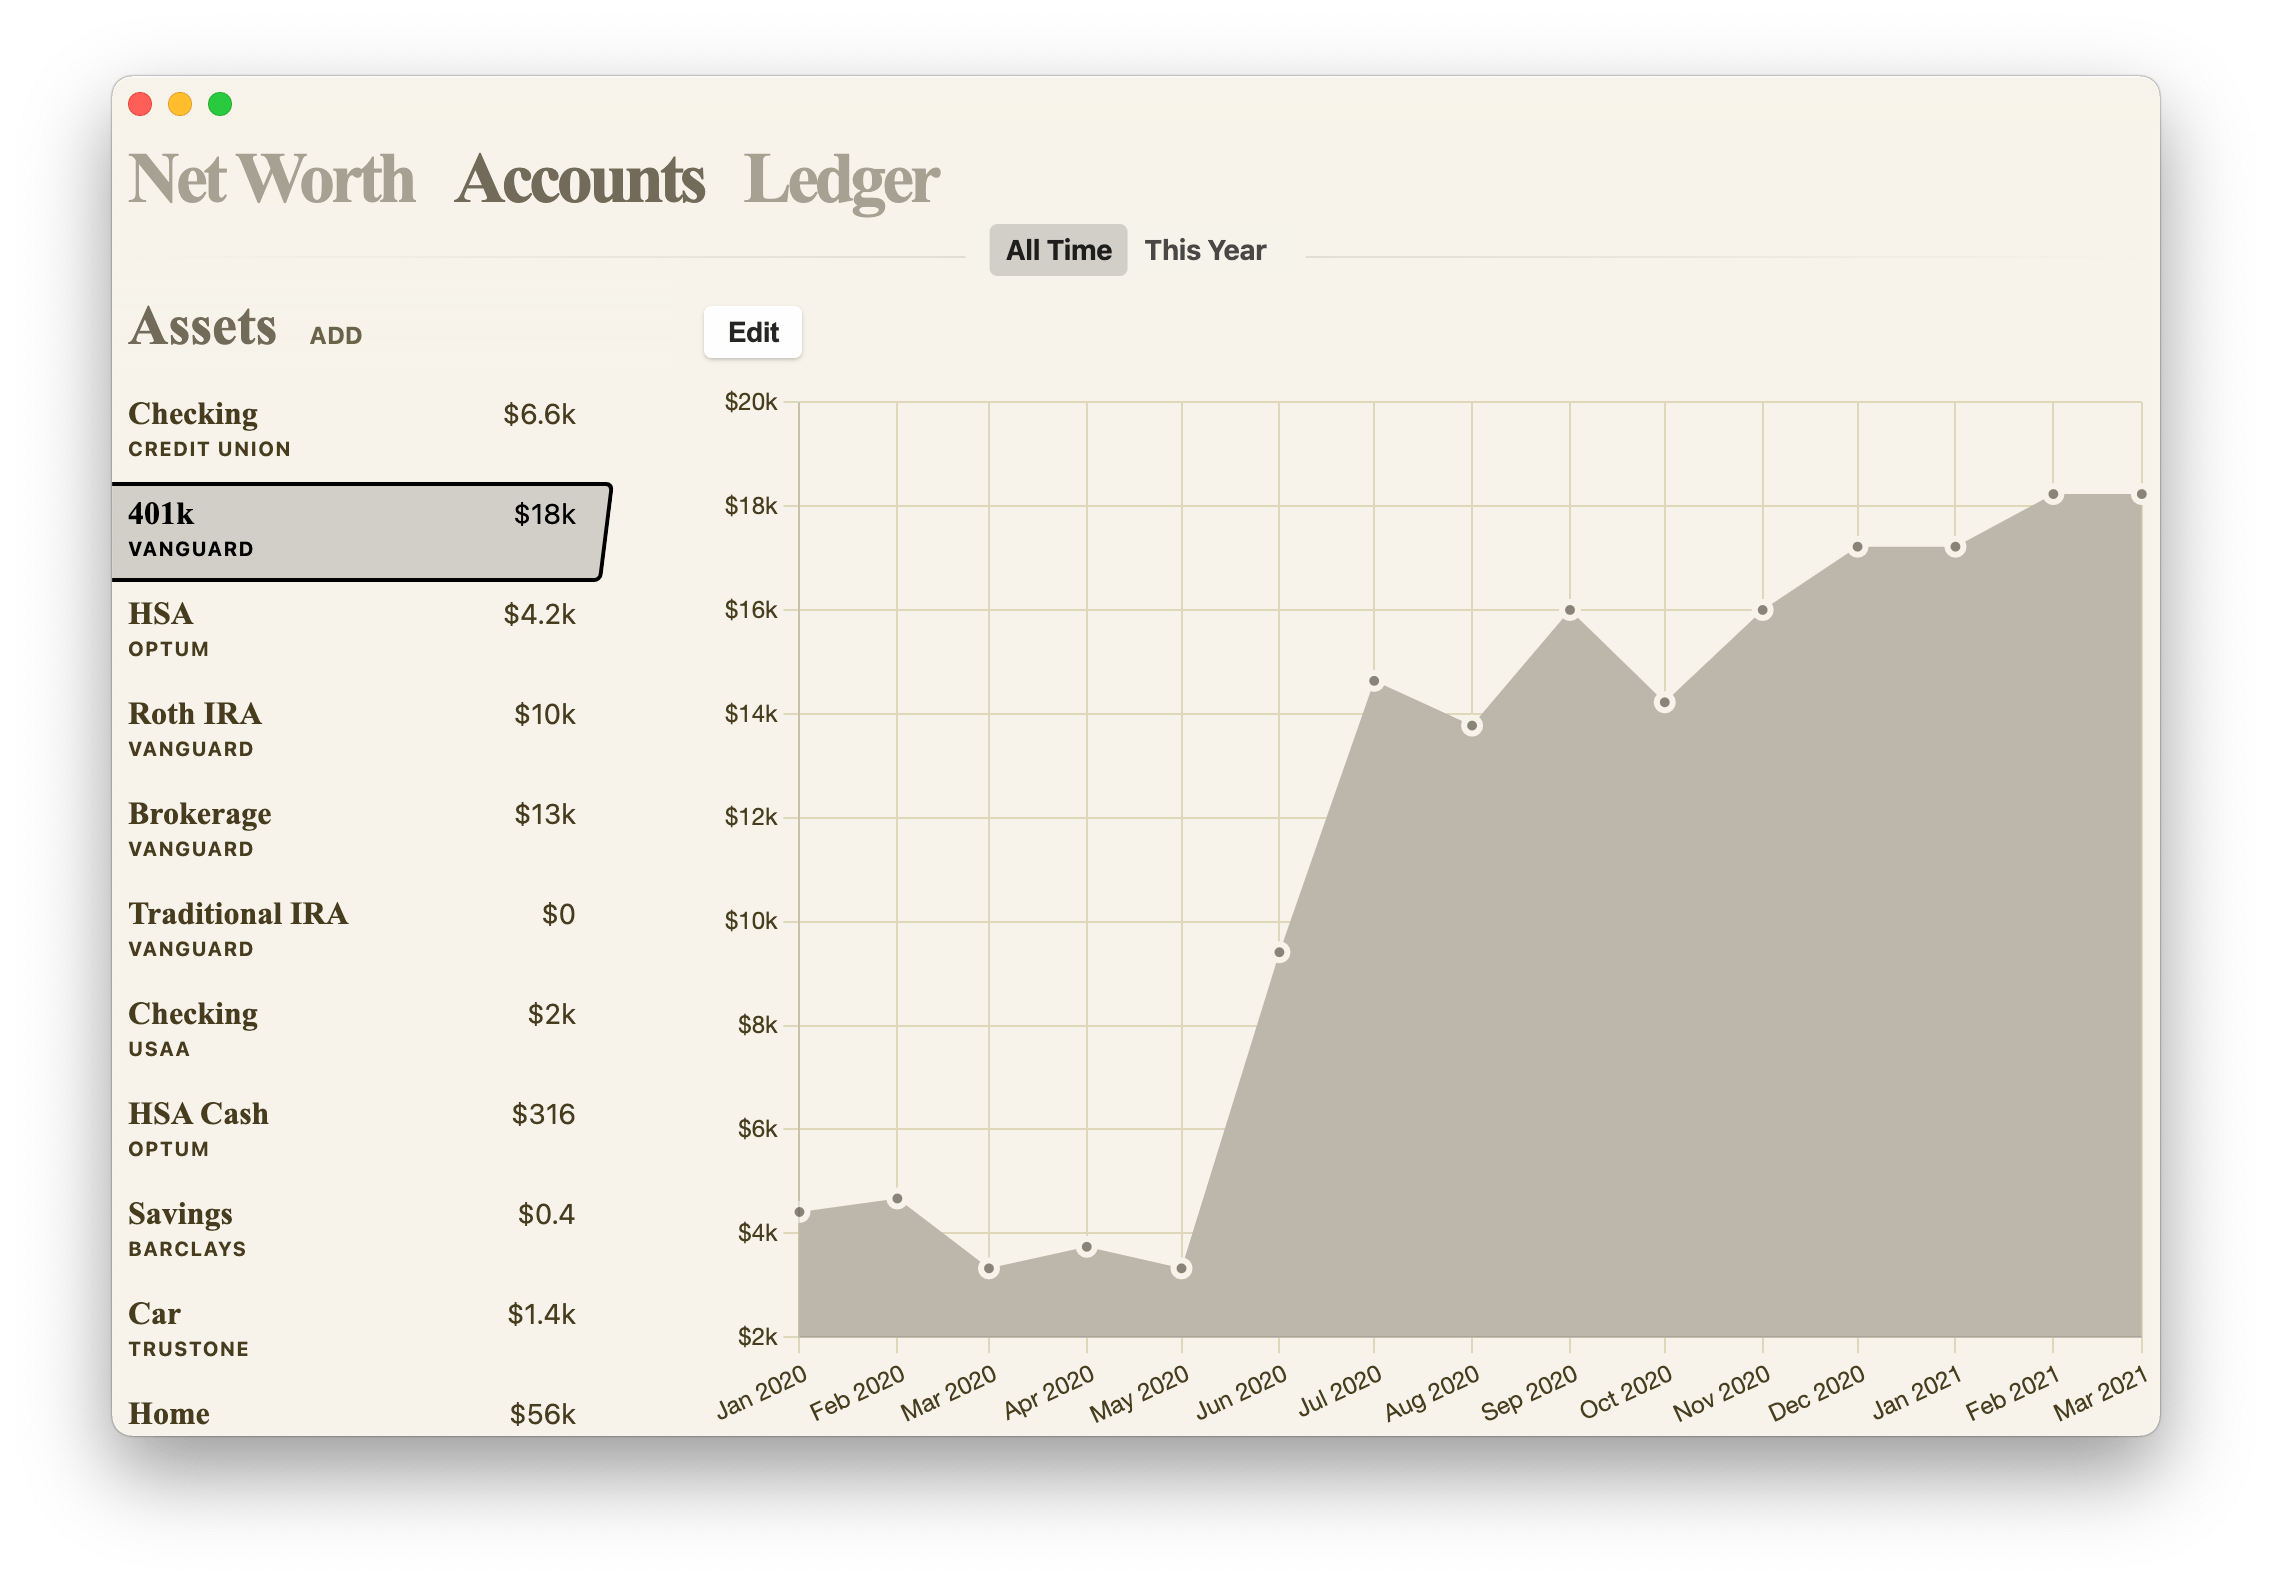 Net Worth Accounts Ledger
All Time This Year
Assets ADD
Edit
Checking $6.6k
CREDIT UNION
401k $18k
VANGUARD
HSA $4.2k
OPTUM
Roth IRA $10k
VANGUARD
Brokerage $13k
VANGUARD
Traditional IRA $0
VANGUARD
Checking $2k
USAA
HSA Cash $316
OPTUM
Savings $0.4
BARCLAYS
Car $1.4k
TRUSTONE
Home $56k
$20k
$18k
$16k
$14k
$12k
$10k
$8k
$6k
$4k
$2k
Jan 2020 Feb 2020 Mar 2020 Apr 2020 May 2020 Jun 2020 Jul 2020 Aug 2020 Sep 2020 Oct 2020 Nov 2020 Dec 2020 Jan 2021 Feb 2021 Mar 2021